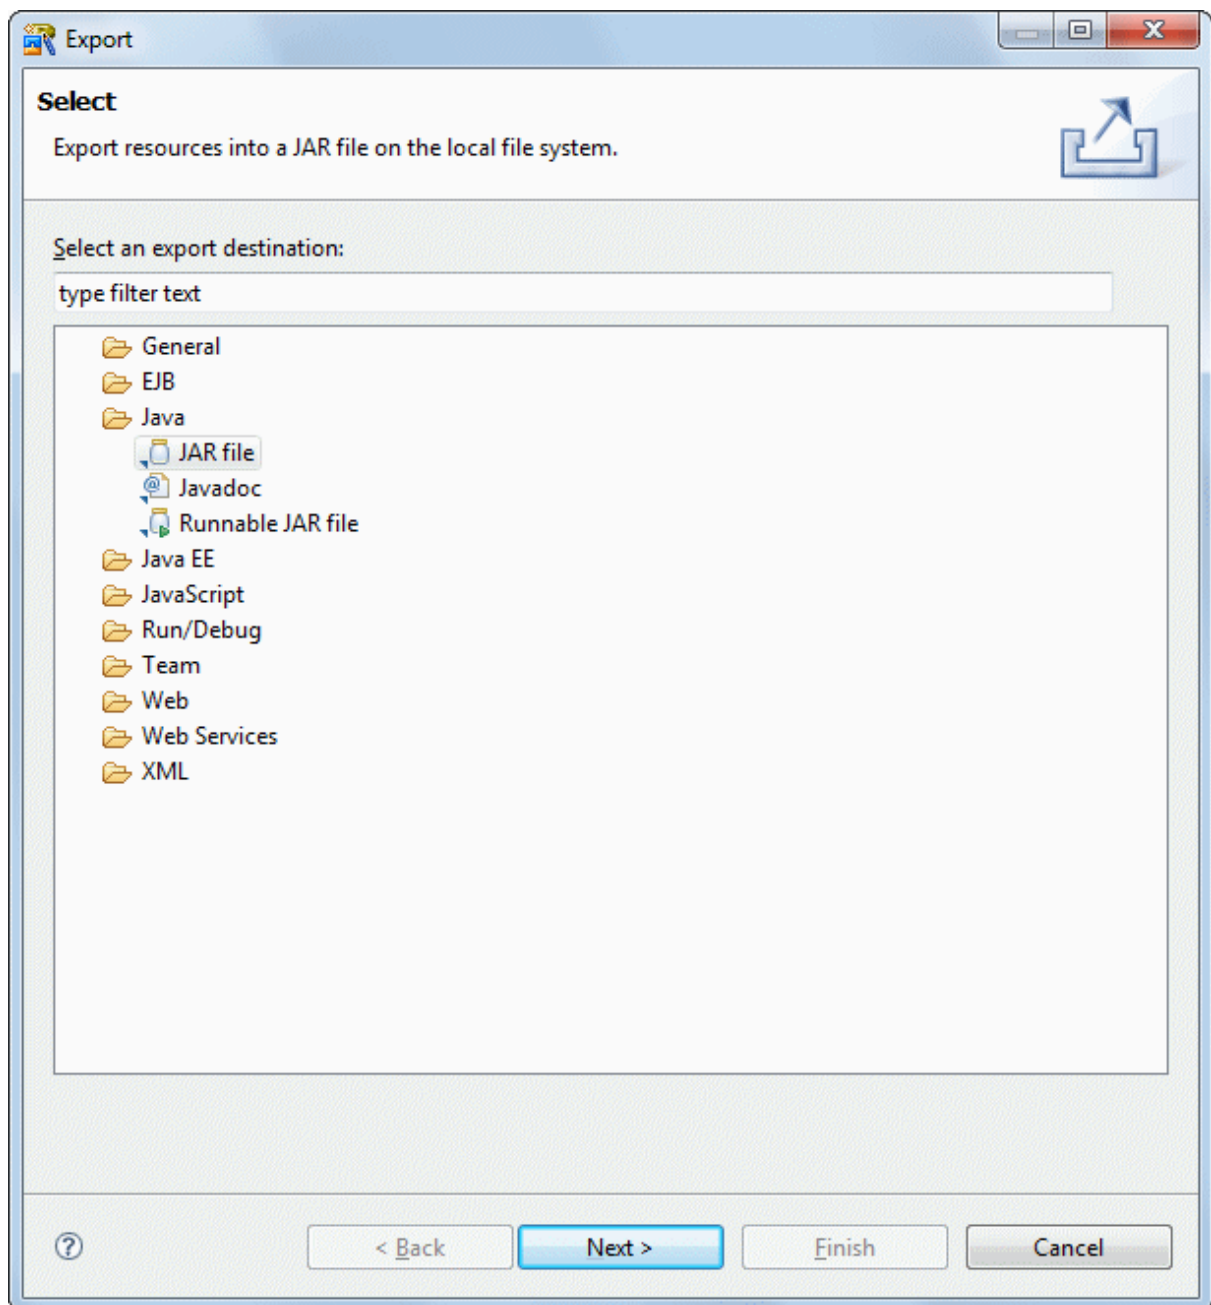 Export
Select
Export resources into a JAR file on the local file system.
Select an export destination:
type filter text
General
EJB
Java
JAR file
Javadoc
Runnable JAR file
Java EE
JavaScript
Run/Debug
Team
Web
Web Services
XML
< Back Next > Finish Cancel